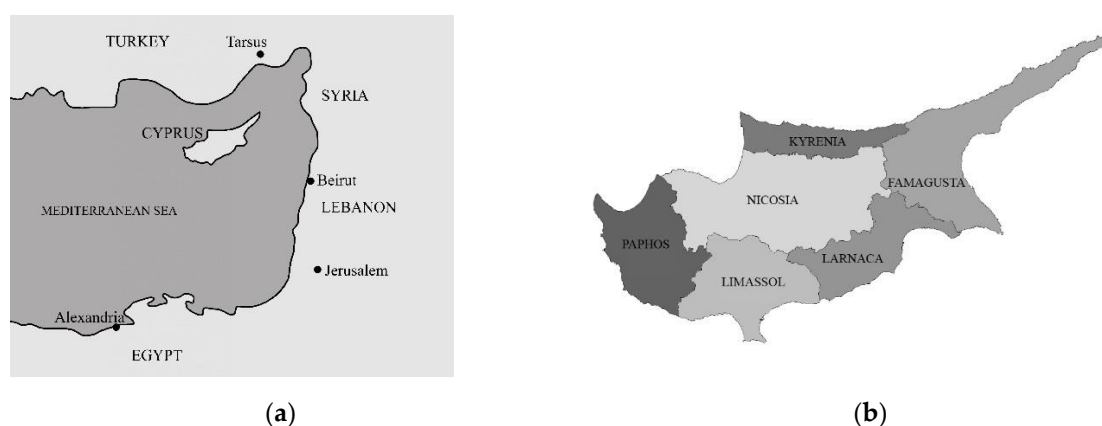 TURKEY
Tarsus
SYRIA
CYPRUS
Beirut
MEDITERRANEAN SEA
LEBANON
Jerusalem
Alexandria
EGYPT
(a)
KYRENIA
FAMAGUSTA
NICOSIA
PAPHOS
LARNACA
LIMASSOL
(b)